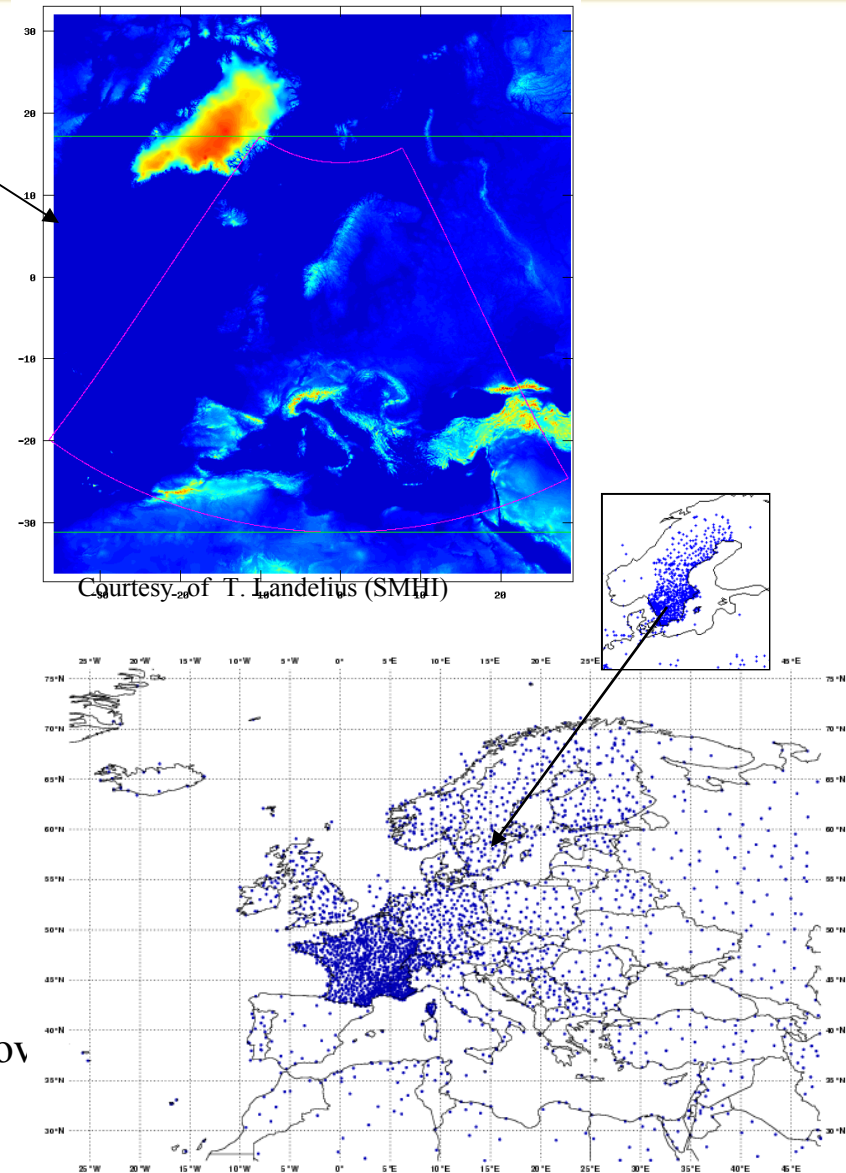 30
20
10
0
-10
-20
-30
-30 -20 -10 0 10 20
Courtesy of T. Landelius (SMHI)
25°W 20°W 15°W 10°W 5°W 0° 5°E 10°E 15°E 20°E 25°E 45°E
75°N 75°N
70°N 70°N
65°N 65°N
60°N 60°N
55°N 55°N
50°N 50°N
45°N 45°N
40°N 40°N
35°N 35°N
30°N 30°N
25°W 20°W 15°W 10°W 5°W 0° 5°E 10°E 15°E 20°E 25°E 30°E 35°E 40°E 45°E